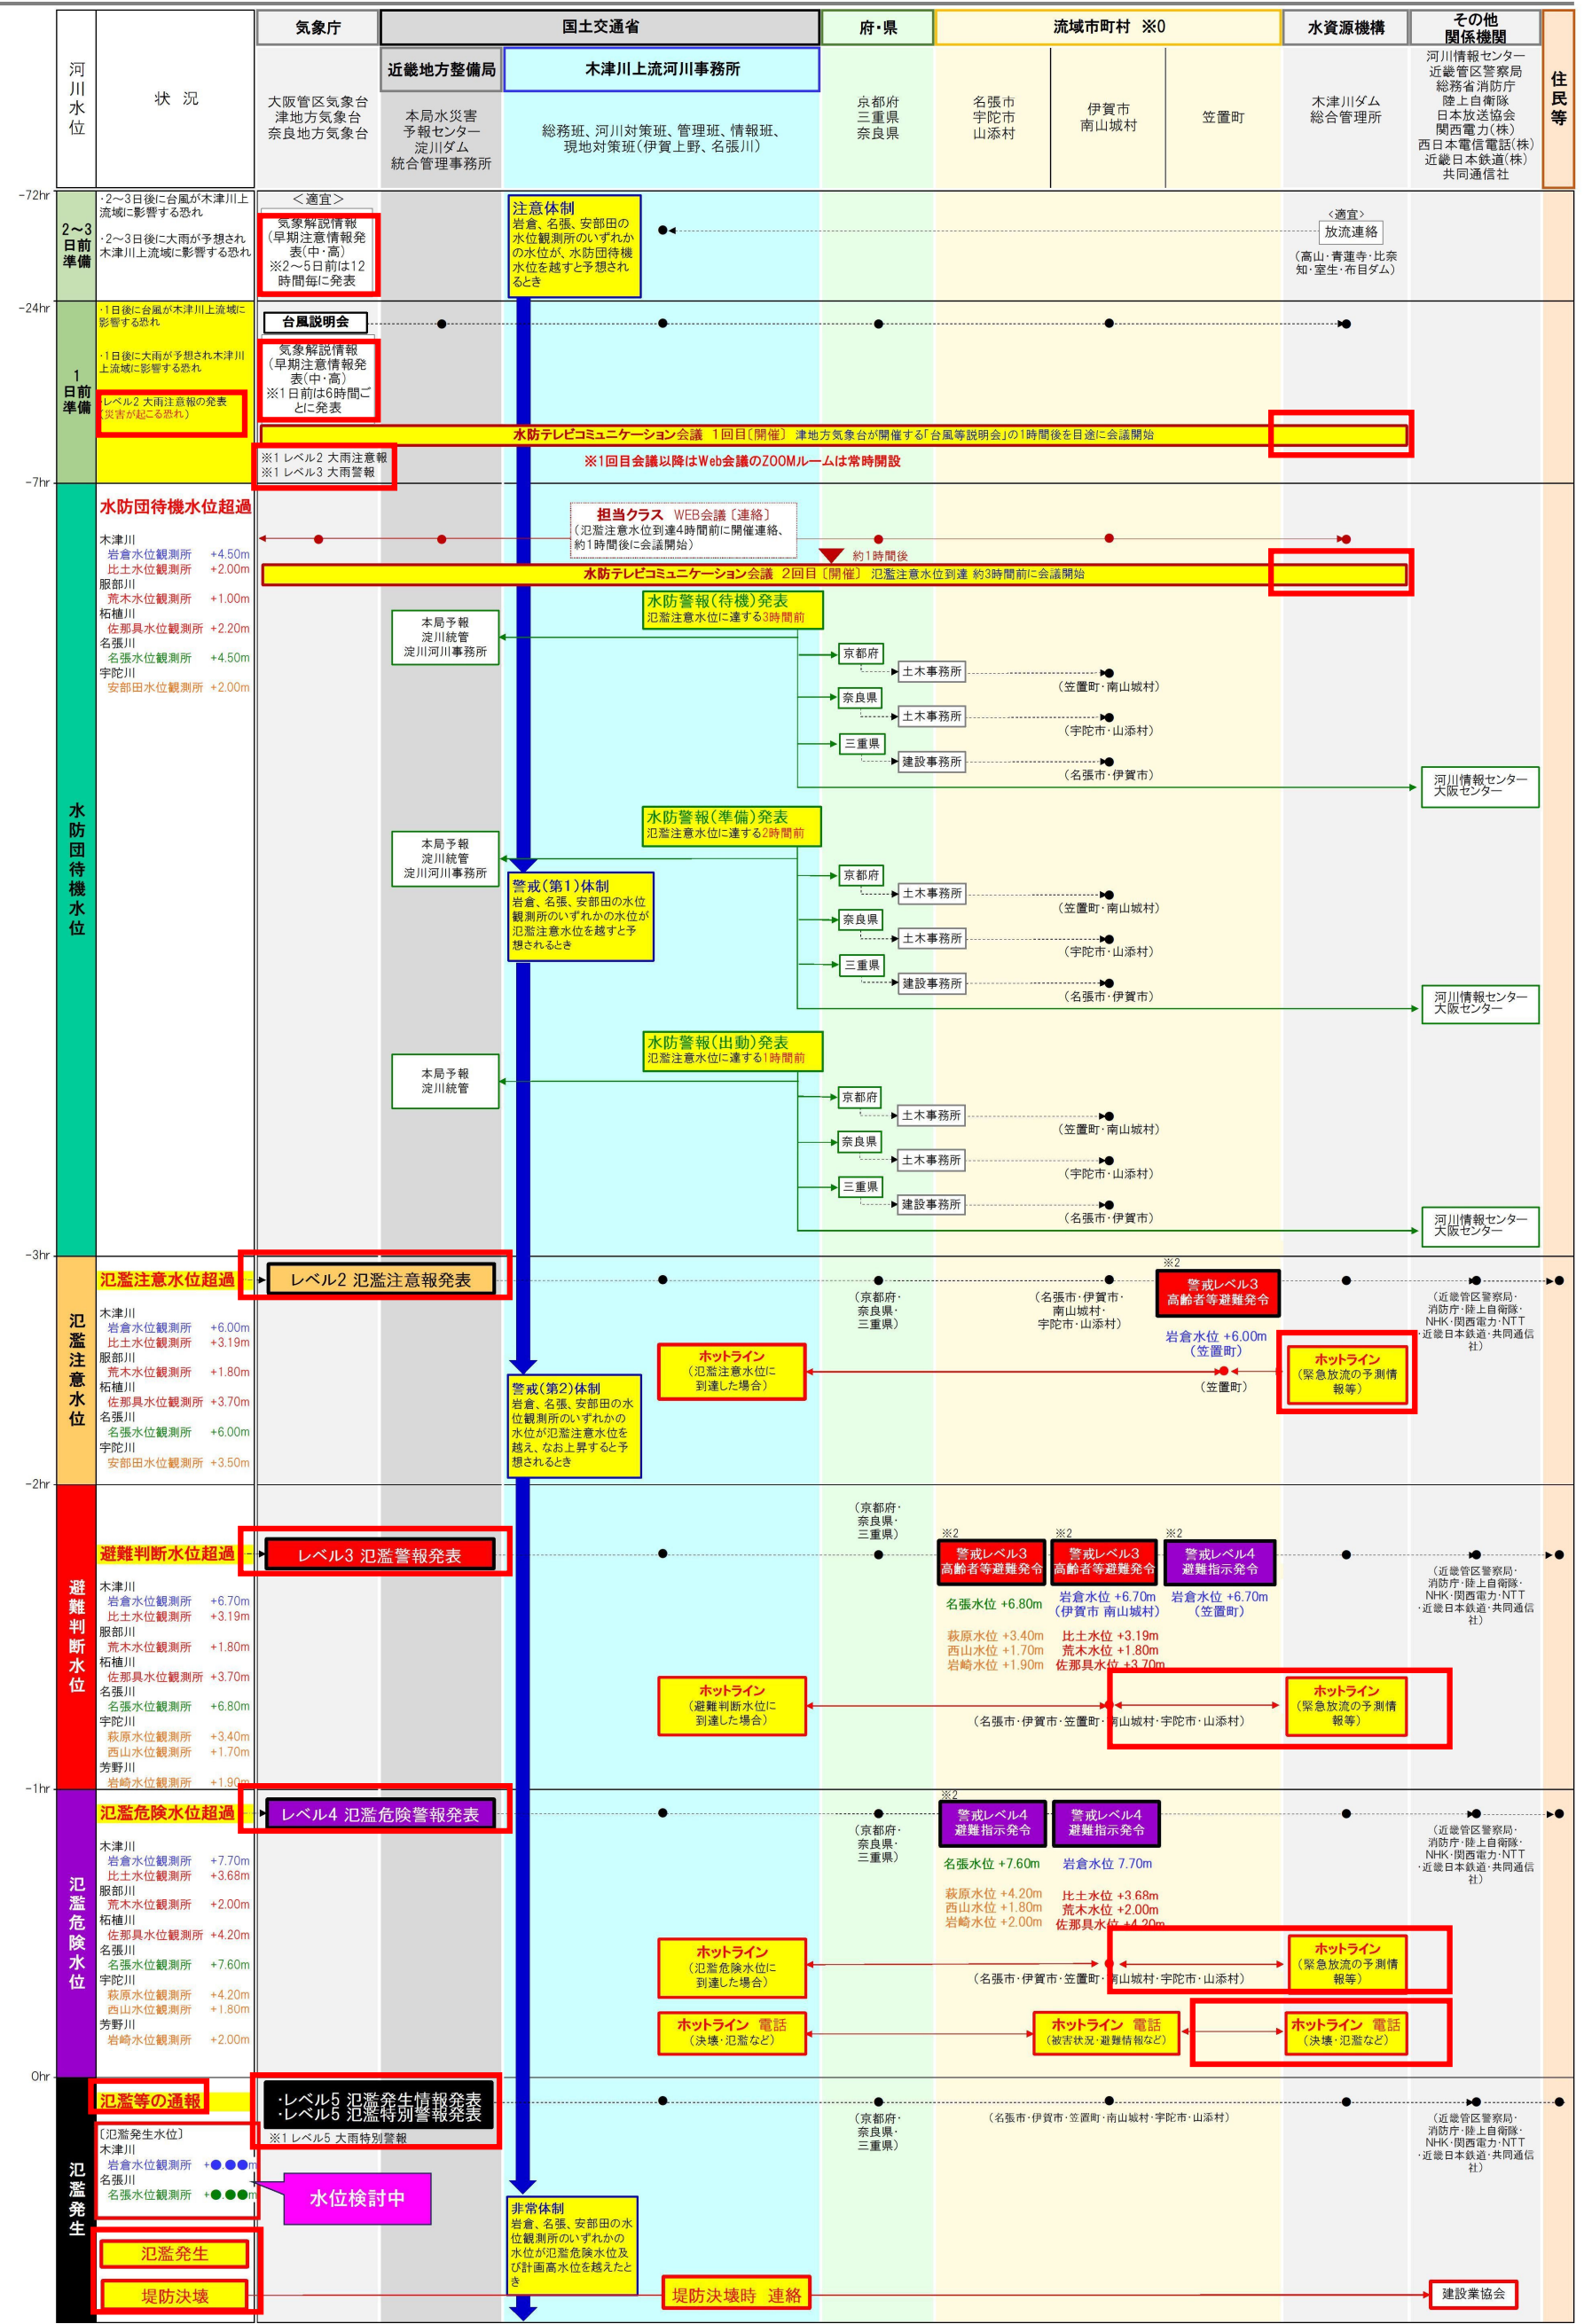 気象庁
国土交通省
府・県
流域市町村 ※0
水資源機構
その他
関係機関
河川水位
状 況
近畿地方整備局
木津川上流河川事務所
住民等
大阪管区気象台
津地方気象台
奈良地方気象台
本局水災害
予報センター
淀川ダム
統合管理事務所
総務班、河川対策班、管理班、情報班、
現地対策班(伊賀上野、名張川)
京都府
三重県
奈良県
名張市
宇陀市
山添村
伊賀市
南山城村
笠置町
木津川ダム
総合管理所
河川情報センター
近畿管区警察局
総務省消防庁
陸上自衛隊
日本放送協会
関西電力(株)
西日本電信電話(株)
近畿日本鉄道(株)
共同通信社
-72hr
2〜3
日前
準備
・2〜3日後に台風が木津川上
流域に影響する恐れ
・2〜3日後に大雨が予想され
木津川上流域に影響する恐れ
<適宜>
気象解説情報
(早期注意情報発
表(中・高)
※2〜5日前は12
時間毎に発表
注意体制
岩倉、名張、安部田の
水位観測所のいずれか
の水位が、水防団待機
水位を越すと予想され
るとき
<適宜>
放流連絡
(高山・青蓮寺・比奈
知・室生・布目ダム)
-24hr
1
日前
準備
・1日後に台風が木津川上流域に
影響する恐れ
・1日後に大雨が予想され木津川
上流域に影響する恐れ
・レベル2 大雨注意報の発表
(災害が起こる恐れ)
台風説明会
気象解説情報
(早期注意情報発
表(中・高)
※1日前は6時間ご
とに発表
水防テレビコミュニケーション会議 1回目〔開催〕 津地方気象台が開催する「台風等説明会」の1時間後を目途に会議開始
※1 レベル2 大雨注意報
※1 レベル3 大雨警報
※1回目会議以降はWeb会議のZOOMルームは常時開設
-7hr
水防団待機水位
水防団待機水位超過
木津川
岩倉水位観測所 +4.50m
比土水位観測所 +2.00m
服部川
荒木水位観測所 +1.00m
柘植川
佐那具水位観測所 +2.20m
名張川
名張水位観測所 +4.50m
宇陀川
安部田水位観測所 +2.00m
担当クラス WEB会議〔連絡〕
(氾濫注意水位到達4時間前に開催連絡、
約1時間後に会議開始)
約1時間後
水防テレビコミュニケーション会議 2回目〔開催〕 氾濫注意水位到達 約3時間前に会議開始
水防警報(待機)発表
氾濫注意水位に達する3時間前
本局予報
淀川統管
淀川河川事務所
京都府
土木事務所
(笠置町・南山城村)
奈良県
土木事務所
(宇陀市・山添村)
三重県
建設事務所
(名張市・伊賀市)
河川情報センター
大阪センター
水防警報(準備)発表
氾濫注意水位に達する2時間前
本局予報
淀川統管
淀川河川事務所
警戒(第1)体制
岩倉、名張、安部田の水位
観測所のいずれかの水位が
氾濫注意水位を越すと予
想されるとき
京都府
土木事務所
(笠置町・南山城村)
奈良県
土木事務所
(宇陀市・山添村)
三重県
建設事務所
(名張市・伊賀市)
河川情報センター
大阪センター
水防警報(出動)発表
氾濫注意水位に達する1時間前
本局予報
淀川統管
京都府
土木事務所
(笠置町・南山城村)
奈良県
土木事務所
(宇陀市・山添村)
三重県
建設事務所
(名張市・伊賀市)
河川情報センター
大阪センター
-3hr
氾濫注意水位
氾濫注意水位超過
木津川
岩倉水位観測所 +6.00m
比土水位観測所 +3.19m
服部川
荒木水位観測所 +1.80m
柘植川
佐那具水位観測所 +3.70m
名張川
名張水位観測所 +6.00m
宇陀川
安部田水位観測所 +3.50m
レベル2 氾濫注意報発表
(京都府・
奈良県・
三重県)
(名張市・伊賀市・
南山城村・
宇陀市・山添村)
※2
警戒レベル3
高齢者等避難発令
岩倉水位 +6.00m
(笠置町)
(近畿管区警察局・
消防庁・陸上自衛隊・
NHK・関西電力・NTT
・近畿日本鉄道・共同通信
社)
ホットライン
(氾濫注意水位に
到達した場合)
(笠置町)
ホットライン
(緊急放流の予測情
報等)
警戒(第2)体制
岩倉、名張、安部田の水
位観測所のいずれかの
水位が氾濫注意水位を
越え、なお上昇すると予
想されるとき
-2hr
避難判断水位
避難判断水位超過
木津川
岩倉水位観測所 +6.70m
比土水位観測所 +3.19m
服部川
荒木水位観測所 +1.80m
柘植川
佐那具水位観測所 +3.70m
名張川
名張水位観測所 +6.80m
宇陀川
萩原水位観測所 +3.40m
西山水位観測所 +1.70m
芳野川
岩崎水位観測所 +1.90m
レベル3 氾濫警報発表
(京都府・
奈良県・
三重県)
※2
警戒レベル3
高齢者等避難発令
※2
警戒レベル3
高齢者等避難発令
※2
警戒レベル4
避難指示発令
名張水位 +6.80m
萩原水位 +3.40m
西山水位 +1.70m
岩崎水位 +1.90m
岩倉水位 +6.70m
(伊賀市 南山城村)
比土水位 +3.19m
荒木水位 +1.80m
佐那具水位 +3.70m
岩倉水位 +6.70m
(笠置町)
(近畿管区警察局・
消防庁・陸上自衛隊・
NHK・関西電力・NTT
・近畿日本鉄道・共同通信
社)
ホットライン
(避難判断水位に
到達した場合)
(名張市・伊賀市・笠置町・南山城村・宇陀市・山添村)
ホットライン
(緊急放流の予測情
報等)
-1hr
氾濫危険水位
氾濫危険水位超過
木津川
岩倉水位観測所 +7.70m
比土水位観測所 +3.68m
服部川
荒木水位観測所 +2.00m
柘植川
佐那具水位観測所 +4.20m
名張川
名張水位観測所 +7.60m
宇陀川
萩原水位観測所 +4.20m
西山水位観測所 +1.80m
芳野川
岩崎水位観測所 +2.00m
レベル4 氾濫危険警報発表
(京都府・
奈良県・
三重県)
※2
警戒レベル4
避難指示発令
警戒レベル4
避難指示発令
名張水位 +7.60m
萩原水位 +4.20m
西山水位 +1.80m
岩崎水位 +2.00m
岩倉水位 7.70m
比土水位 +3.68m
荒木水位 +2.00m
佐那具水位 +4.20m
(近畿管区警察局・
消防庁・陸上自衛隊・
NHK・関西電力・NTT
・近畿日本鉄道・共同通信
社)
ホットライン
(氾濫危険水位に
到達した場合)
(名張市・伊賀市・笠置町・南山城村・宇陀市・山添村)
ホットライン
(緊急放流の予測情
報等)
ホットライン 電話
(決壊・氾濫など)
ホットライン 電話
(被害状況・避難情報など)
ホットライン 電話
(決壊・氾濫など)
0hr
氾濫発生
氾濫等の通報
[氾濫発生水位]
木津川
岩倉水位観測所 +●.●●m
名張川
名張水位観測所 +●.●●m
・レベル5 氾濫発生情報発表
・レベル5 氾濫特別警報発表
※1 レベル5 大雨特別警報
水位検討中
(京都府・
奈良県・
三重県)
(名張市・伊賀市・笠置町・南山城村・宇陀市・山添村)
(近畿管区警察局・
消防庁・陸上自衛隊・
NHK・関西電力・NTT
・近畿日本鉄道・共同通信
社)
非常体制
岩倉、名張、安部田の水
位観測所のいずれかの
水位が氾濫危険水位及
び計画高水位を越えたと
き
氾濫発生
堤防決壊
堤防決壊時 連絡
建設業協会